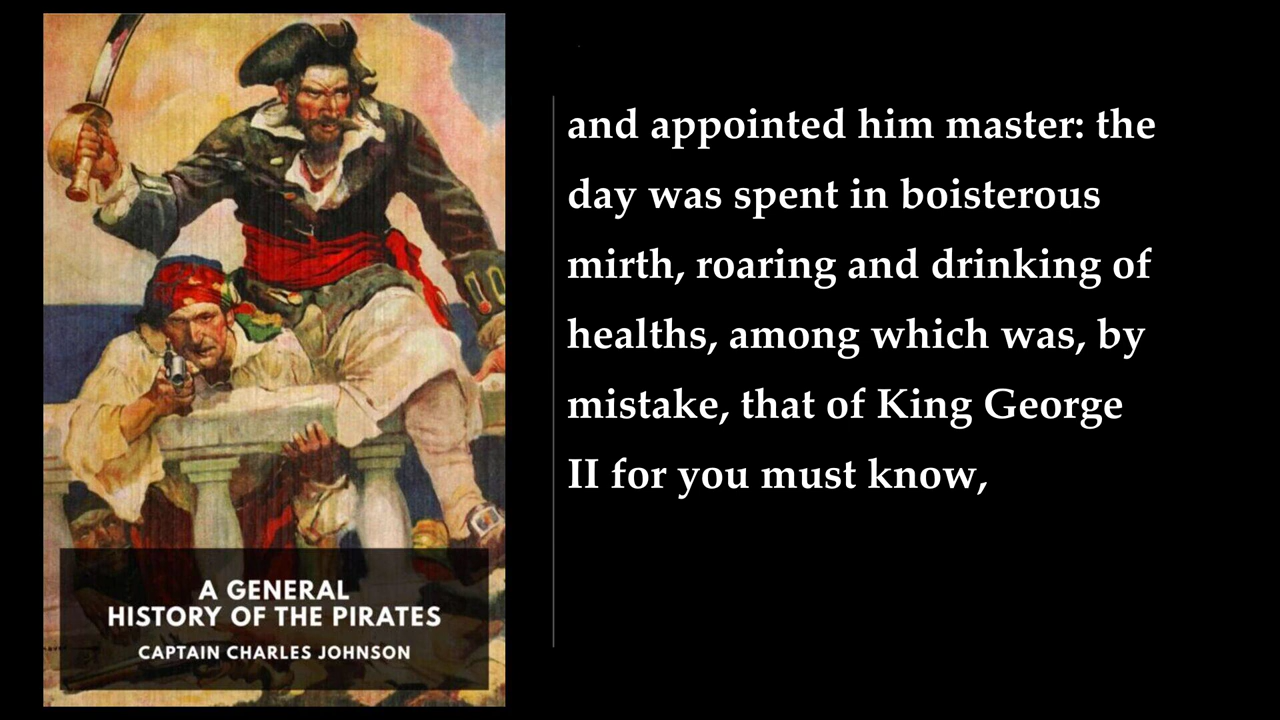 A GENERAL
HISTORY OF THE PIRATES
CAPTAIN CHARLES JOHNSON
and appointed him master: the
day was spent in boisterous
mirth, roaring and drinking of
healths, among which was, by
mistake, that of King George
II for you must know,